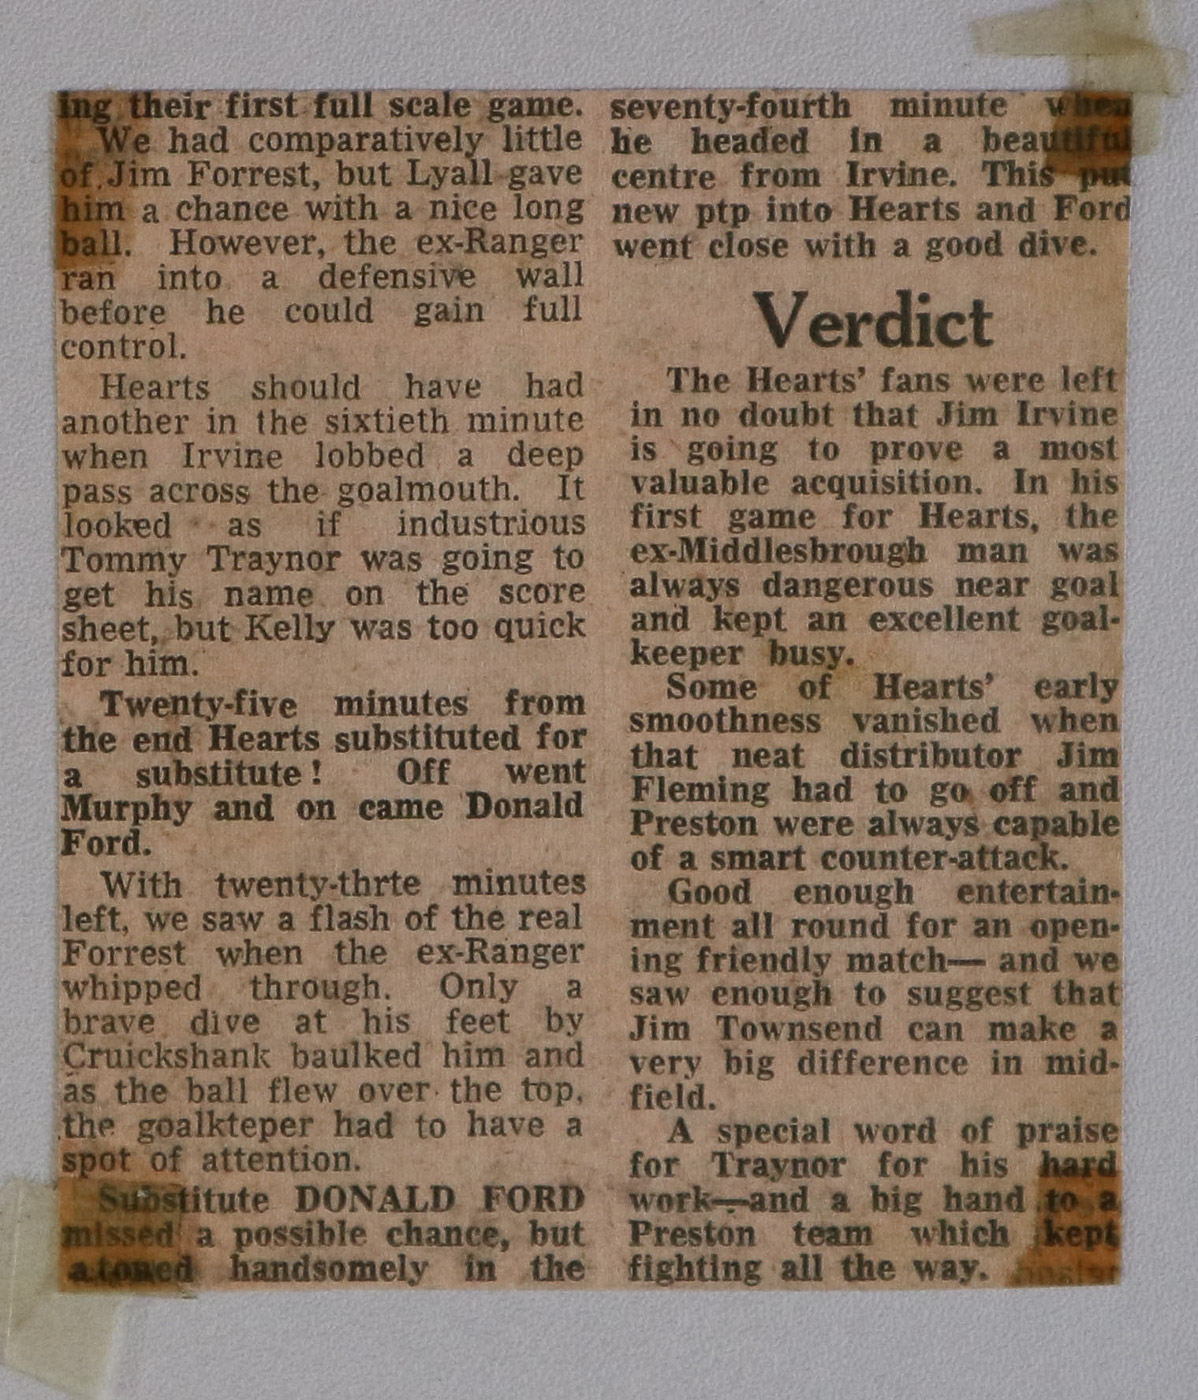 ing their first full scale game.
We had comparatively little
of Jim Forrest, but Lyall gave
him a chance with a nice long
ball. However, the ex-Ranger
ran into a defensive wall
before he could gain full
control.
Hearts should have had
another in the sixtieth minute
when Irvine lobbed a deep
pass across the goalmouth. It
looked as if industrious
Tommy Traynor was going to
get his name on the score
sheet, but Kelly was too quick
for him.
Twenty-five minutes from
the end Hearts substituted for
a substitute! Off went
Murphy and on came Donald
Ford.
With twenty-thrte minutes
left, we saw a flash of the real
Forrest when the ex-Ranger
whipped through. Only a
brave dive at his feet by
Cruickshank baulked him and
as the ball flew over the top,
the goalkteper had to have a
spot of attention.
Substitute DONALD FORD
missed a possible chance, but
atoned handsomely in the
seventy-fourth minute when
he headed in a beautiful
centre from Irvine. This put
new ptp into Hearts and Ford
went close with a good dive.
Verdict
The Hearts' fans were left
in no doubt that Jim Irvine
is going to prove a most
valuable acquisition. In his
first game for Hearts, the
ex-Middlesbrough man was
always dangerous near goal
and kept an excellent goal-
keeper busy.
Some of Hearts' early
smoothness vanished when
that neat distributor Jim
Fleming had to go off and
Preston were always capable
of a smart counter-attack.
Good enough entertain-
ment all round for an open-
ing friendly match— and we
saw enough to suggest that
Jim Townsend can make a
very big difference in mid-
field.
A special word of praise
for Traynor for his hard
work—and a big hand to a
Preston team which kept
fighting all the way.